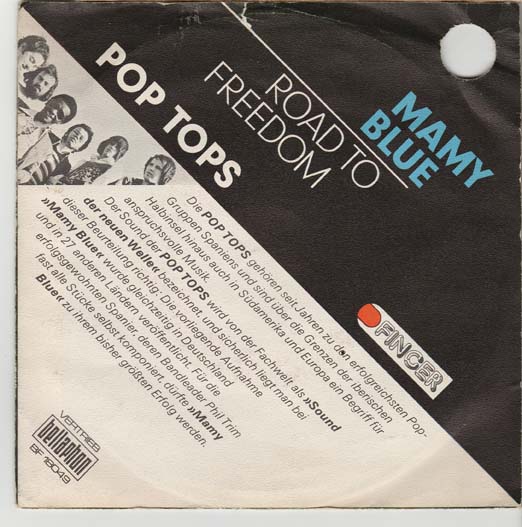 MAMY
BLUE
ROAD TO
FREEDOM
POP TOPS
Die POP TOPS gehören seit Jahren zu den erfolgreichsten Pop-
Gruppen Spaniens und sind über die Grenzen der Iberischen
Halbinsel hinaus auch in Südamerika und Europa ein Begriff für
anspruchsvolle Musik.
Der Sound der POP TOPS wird von der Fachwelt als »Sound
der neuen Welle« bezeichnet, und sicherlich liegt man bei
dieser Beurteilung richtig. Die vorliegende Aufnahme
»Mamy Blue« wurde gleichzeitig in Deutschland
und in 27 anderen Ländern veröffentlicht. Für die
erfolgsgewohnten Spanier, deren Bandleader Phil Trim
fast alle Stücke selbst komponiert, dürfte »Mamy
Blue« zu ihrem bisher größten Erfolg werden.
FINGER
VERTRIEB
bellaphon
BF 18049